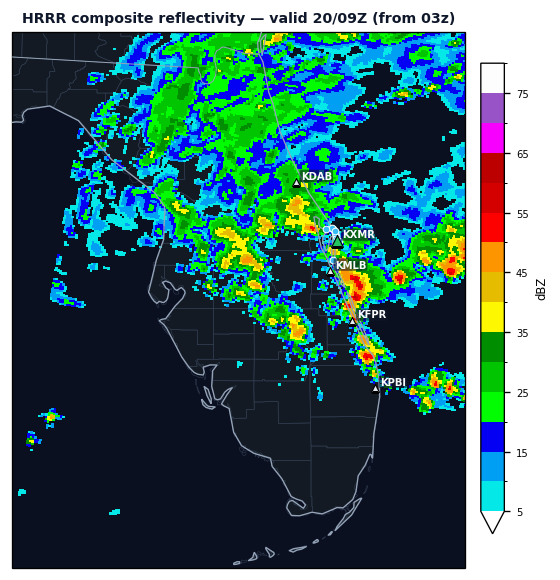 HRRR composite reflectivity — valid 20/09Z (from 03z)
KDAB
KXMR
KMLB
KFPR
KPBI
75
65
55
45
35
25
15
5
dBZ